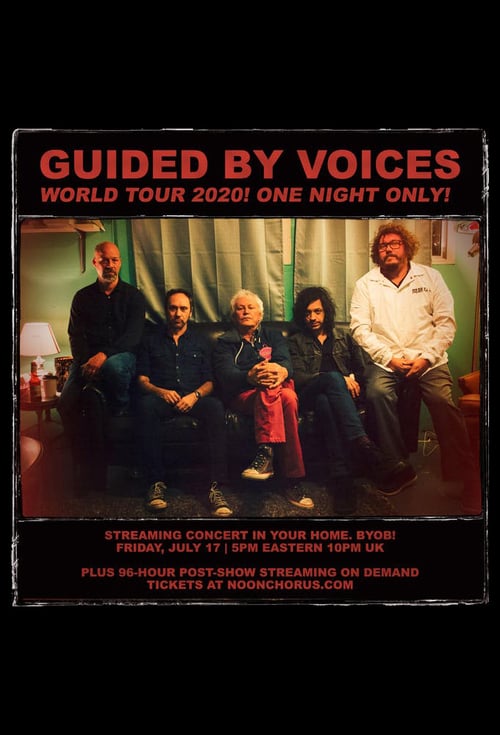 GUIDED BY VOICES
WORLD TOUR 2020! ONE NIGHT ONLY!
STREAMING CONCERT IN YOUR HOME. BYOB!
FRIDAY, JULY 17 | 5PM EASTERN 10PM UK
PLUS 96-HOUR POST-SHOW STREAMING ON DEMAND
TICKETS AT NOONCHORUS.COM